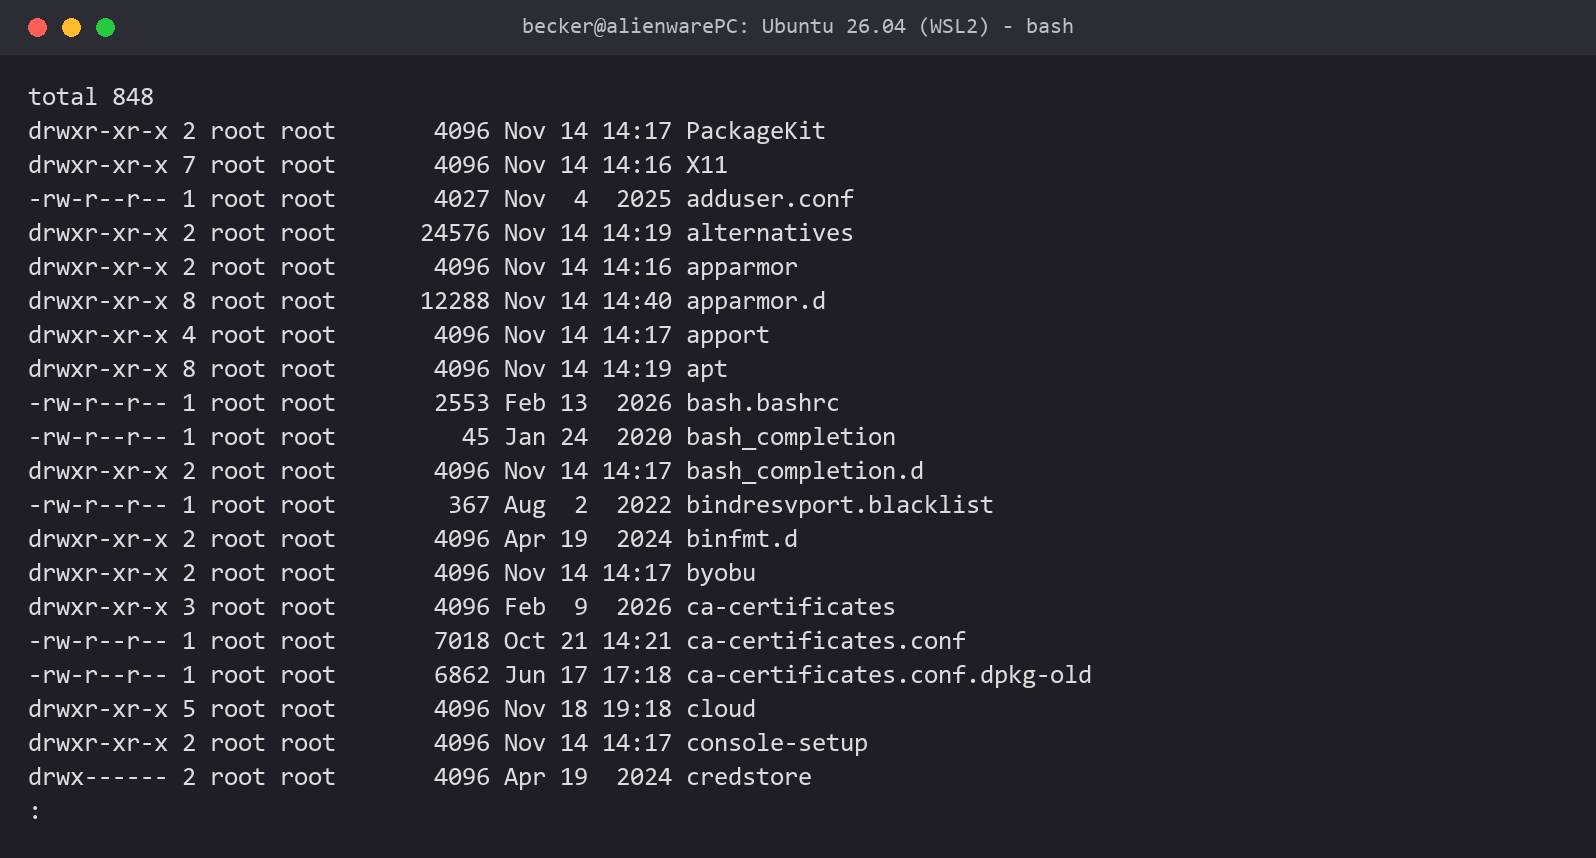 becker@alienwarePC: Ubuntu 26.04 (WSL2) - bash
total 848
drwxr-xr-x 2 root root       4096 Nov 14 14:17 PackageKit
drwxr-xr-x 7 root root       4096 Nov 14 14:16 X11
-rw-r--r-- 1 root root       4027 Nov  4  2025 adduser.conf
drwxr-xr-x 2 root root      24576 Nov 14 14:19 alternatives
drwxr-xr-x 2 root root       4096 Nov 14 14:16 apparmor
drwxr-xr-x 8 root root      12288 Nov 14 14:40 apparmor.d
drwxr-xr-x 4 root root       4096 Nov 14 14:17 apport
drwxr-xr-x 8 root root       4096 Nov 14 14:19 apt
-rw-r--r-- 1 root root       2553 Feb 13  2026 bash.bashrc
-rw-r--r-- 1 root root         45 Jan 24  2020 bash_completion
drwxr-xr-x 2 root root       4096 Nov 14 14:17 bash_completion.d
-rw-r--r-- 1 root root        367 Aug  2  2022 bindresvport.blacklist
drwxr-xr-x 2 root root       4096 Apr 19  2024 binfmt.d
drwxr-xr-x 2 root root       4096 Nov 14 14:17 byobu
drwxr-xr-x 3 root root       4096 Feb  9  2026 ca-certificates
-rw-r--r-- 1 root root       7018 Oct 21 14:21 ca-certificates.conf
-rw-r--r-- 1 root root       6862 Jun 17 17:18 ca-certificates.conf.dpkg-old
drwxr-xr-x 5 root root       4096 Nov 18 19:18 cloud
drwxr-xr-x 2 root root       4096 Nov 14 14:17 console-setup
drwx------ 2 root root       4096 Apr 19  2024 credstore
: